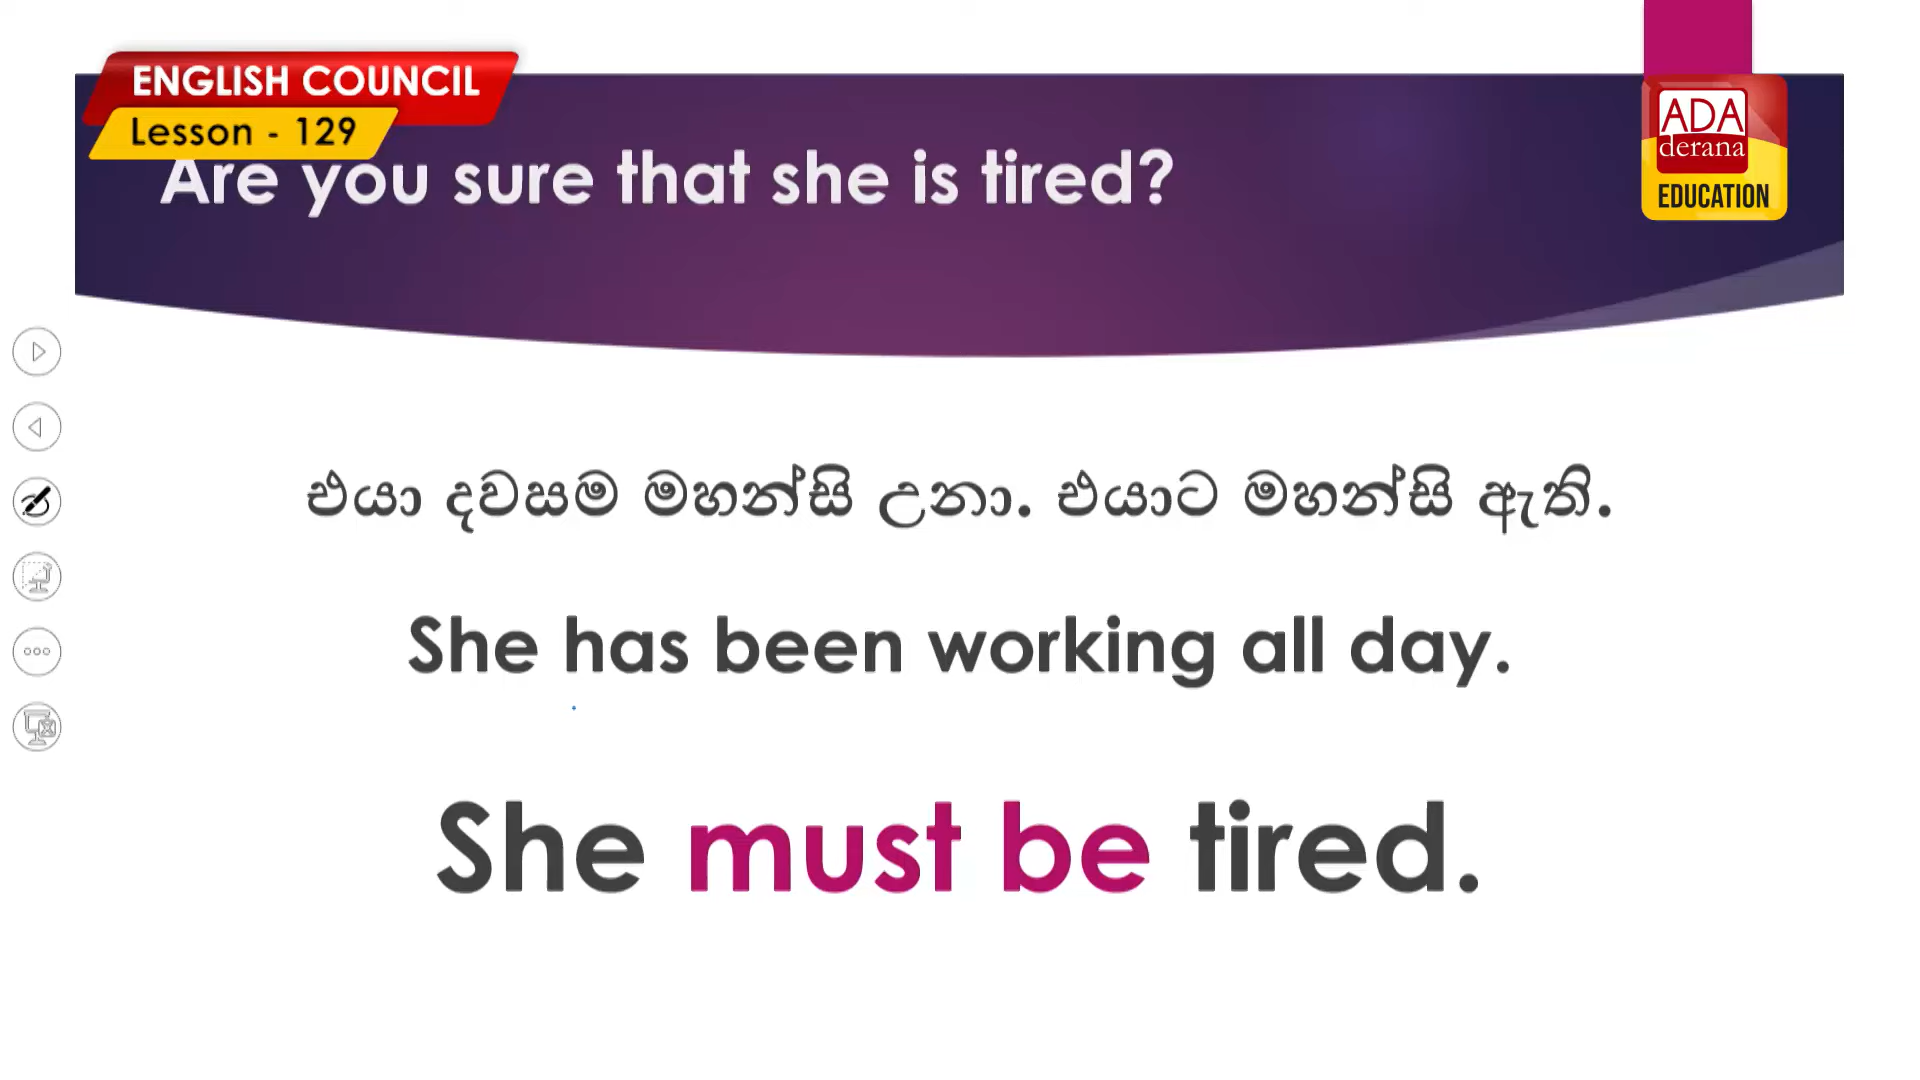 ENGLISH COUNCIL
Lesson - 129
Are you sure that she is tired?
ADA
derana
EDUCATION
එයා දවසම මහන්සි උනා. එයාට මහන්සි ඇති.
She has been working all day.
She must be tired.